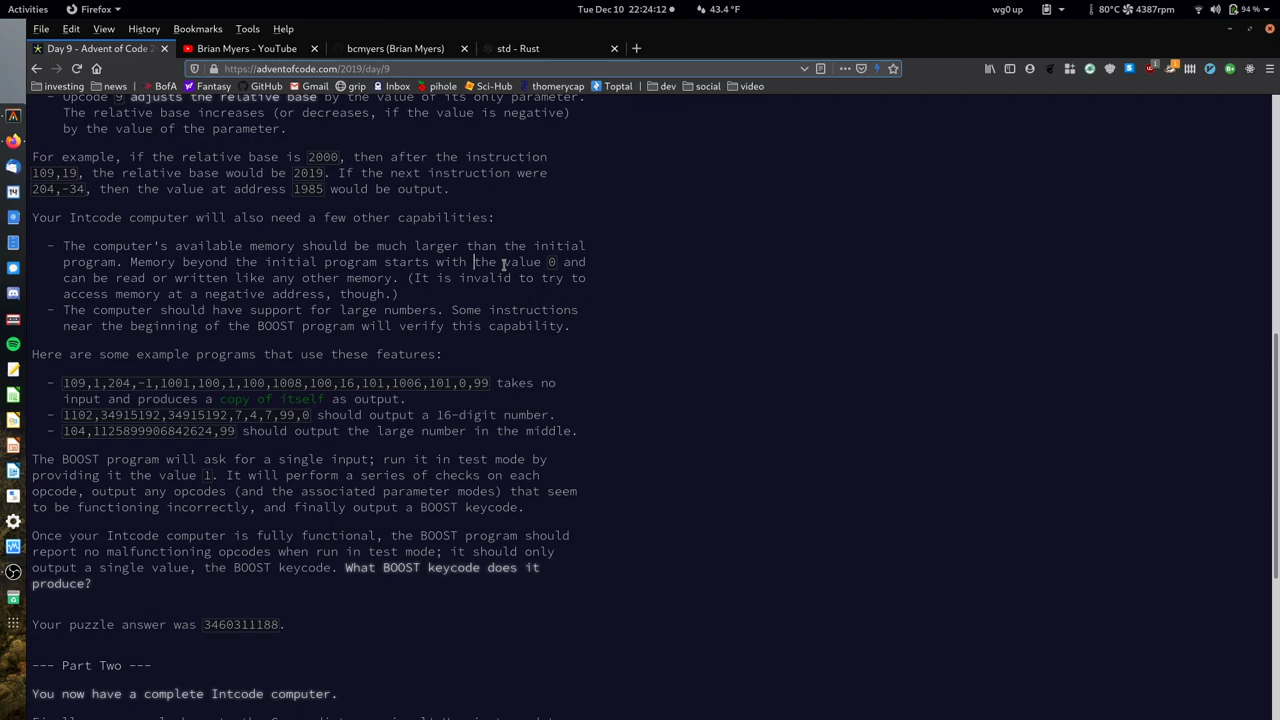 Activities Firefox Tue Dec 10 22:24:12 43.4 °F wg0 up 80°C 4387rpm 94 %
File Edit View History Bookmarks Tools Help
Day 9 - Advent of Code 2 Brian Myers - YouTube bcmyers (Brian Myers) std - Rust
https://adventofcode.com/2019/day/9
investing news BofA Fantasy GitHub Gmail grip Inbox pihole Sci-Hub thomerycap Toptal dev social video
- Opcode 9 adjusts the relative base by the value of its only parameter.
The relative base increases (or decreases, if the value is negative)
by the value of the parameter.
For example, if the relative base is 2000, then after the instruction
109,19, the relative base would be 2019. If the next instruction were
204,-34, then the value at address 1985 would be output.
Your Intcode computer will also need a few other capabilities:
- The computer's available memory should be much larger than the initial
program. Memory beyond the initial program starts with the value 0 and
can be read or written like any other memory. (It is invalid to try to
access memory at a negative address, though.)
- The computer should have support for large numbers. Some instructions
near the beginning of the BOOST program will verify this capability.
Here are some example programs that use these features:
- 109,1,204,-1,1001,100,1,100,1008,100,16,101,1006,101,0,99 takes no
input and produces a copy of itself as output.
- 1102,34915192,34915192,7,4,7,99,0 should output a 16-digit number.
- 104,1125899906842624,99 should output the large number in the middle.
The BOOST program will ask for a single input; run it in test mode by
providing it the value 1. It will perform a series of checks on each
opcode, output any opcodes (and the associated parameter modes) that seem
to be functioning incorrectly, and finally output a BOOST keycode.
Once your Intcode computer is fully functional, the BOOST program should
report no malfunctioning opcodes when run in test mode; it should only
output a single value, the BOOST keycode. What BOOST keycode does it
produce?
Your puzzle answer was 3460311188.
--- Part Two ---
You now have a complete Intcode computer.